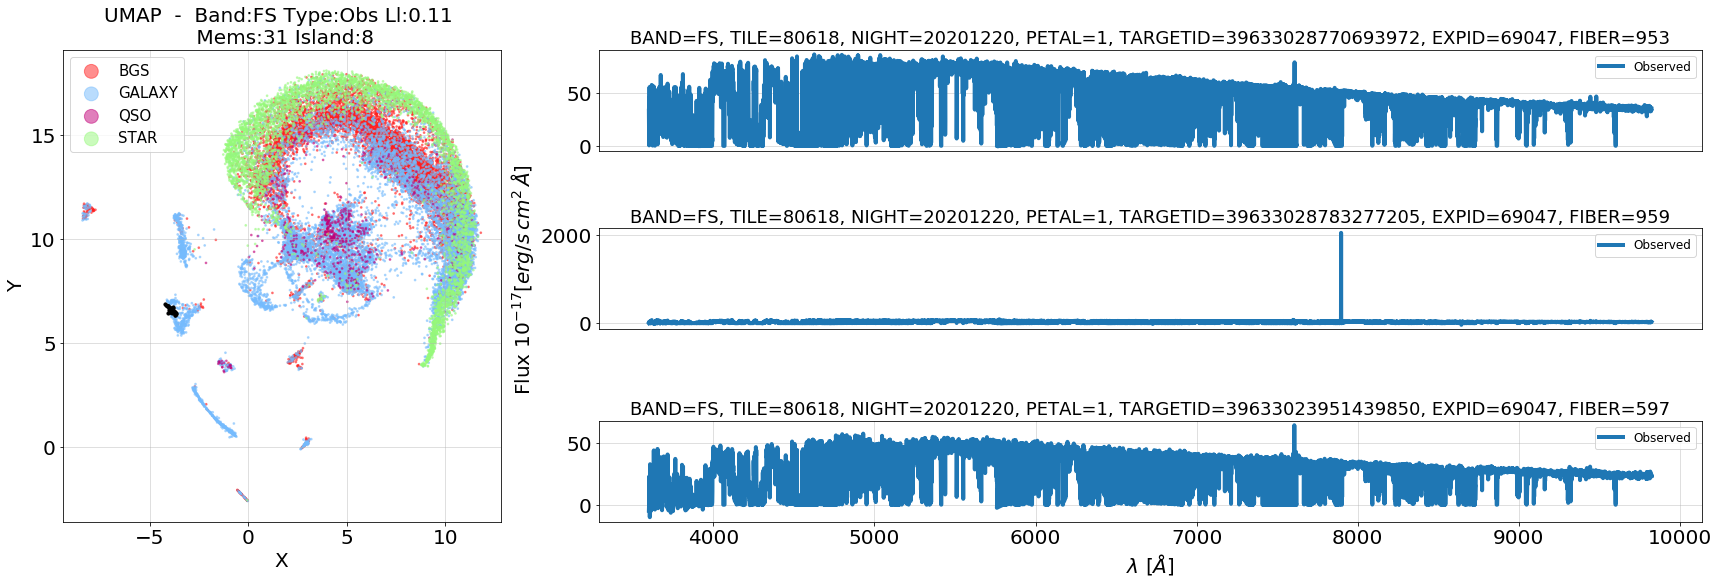 UMAP - Band:FS Type:Obs Ll:0.11
Mems:31 Island:8
BGS
GALAXY
QSO
STAR
15
10
5
0
Y
−5
0
5
10
X
Flux 10⁻¹⁷[erg/s cm² Å]
BAND=FS, TILE=80618, NIGHT=20201220, PETAL=1, TARGETID=39633028770693972, EXPID=69047, FIBER=953
Observed
50
0
BAND=FS, TILE=80618, NIGHT=20201220, PETAL=1, TARGETID=39633028783277205, EXPID=69047, FIBER=959
Observed
2000
0
BAND=FS, TILE=80618, NIGHT=20201220, PETAL=1, TARGETID=39633023951439850, EXPID=69047, FIBER=597
Observed
50
0
4000
5000
6000
7000
8000
9000
10000
λ [Å]